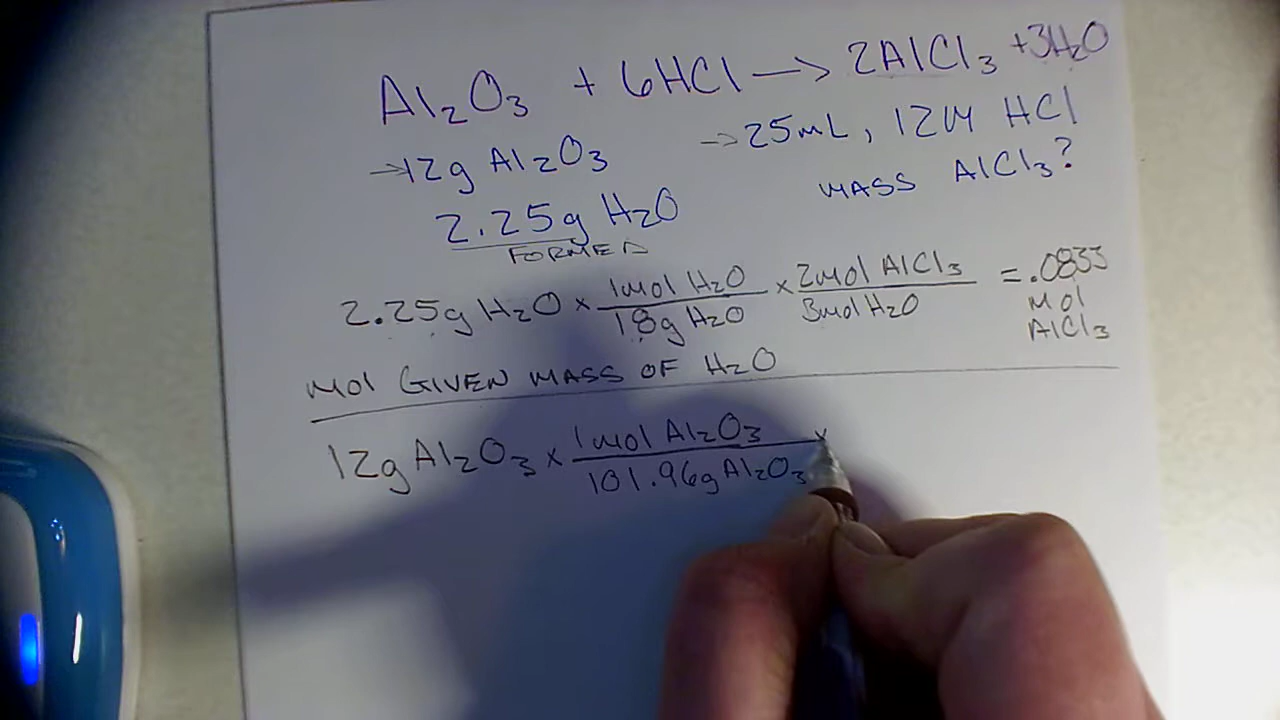 Al2O3 + 6HCl → 2AlCl3 + 3H2O
→12g Al2O3 →25mL, 12M HCl
2.25g H2O MASS AlCl3?
FORMED
2.25g H2O × 1mol H2O / 18g H2O × 2mol AlCl3 / 3mol H2O = .0833 mol AlCl3
mol GIVEN MASS OF H2O
12g Al2O3 × 1mol Al2O3 / 101.96g Al2O3 ×